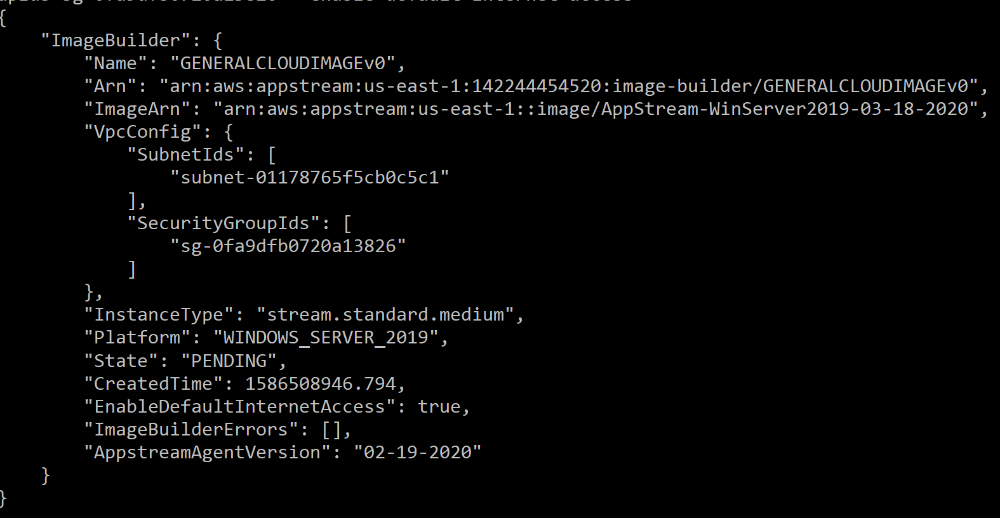 {
    "ImageBuilder": {
        "Name": "GENERALCLOUDIMAGEv0",
        "Arn": "arn:aws:appstream:us-east-1:142244454520:image-builder/GENERALCLOUDIMAGEv0",
        "ImageArn": "arn:aws:appstream:us-east-1::image/AppStream-WinServer2019-03-18-2020",
        "VpcConfig": {
            "SubnetIds": [
                "subnet-01178765f5cb0c5c1"
            ],
            "SecurityGroupIds": [
                "sg-0fa9dfb0720a13826"
            ]
        },
        "InstanceType": "stream.standard.medium",
        "Platform": "WINDOWS_SERVER_2019",
        "State": "PENDING",
        "CreatedTime": 1586508946.794,
        "EnableDefaultInternetAccess": true,
        "ImageBuilderErrors": [],
        "AppstreamAgentVersion": "02-19-2020"
    }
}